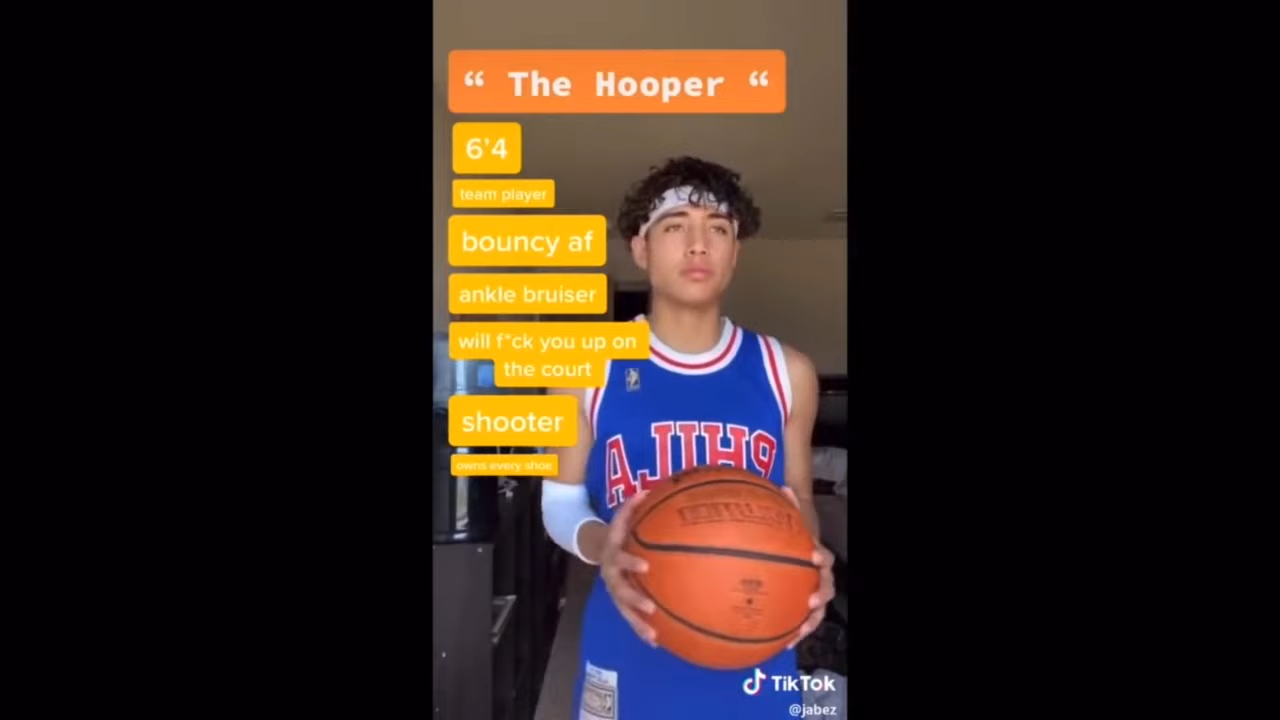 “ The Hooper “
6'4
team player
bouncy af
ankle bruiser
will f*ck you up on
the court
shooter
owns every shoe
PHILA
TikTok
@jabez